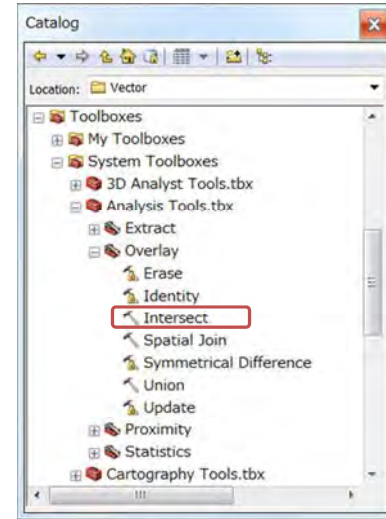 Catalog
Location: Vector
Toolboxes
My Toolboxes
System Toolboxes
3D Analyst Tools.tbx
Analysis Tools.tbx
Extract
Overlay
Erase
Identity
Intersect
Spatial Join
Symmetrical Difference
Union
Update
Proximity
Statistics
Cartography Tools.tbx